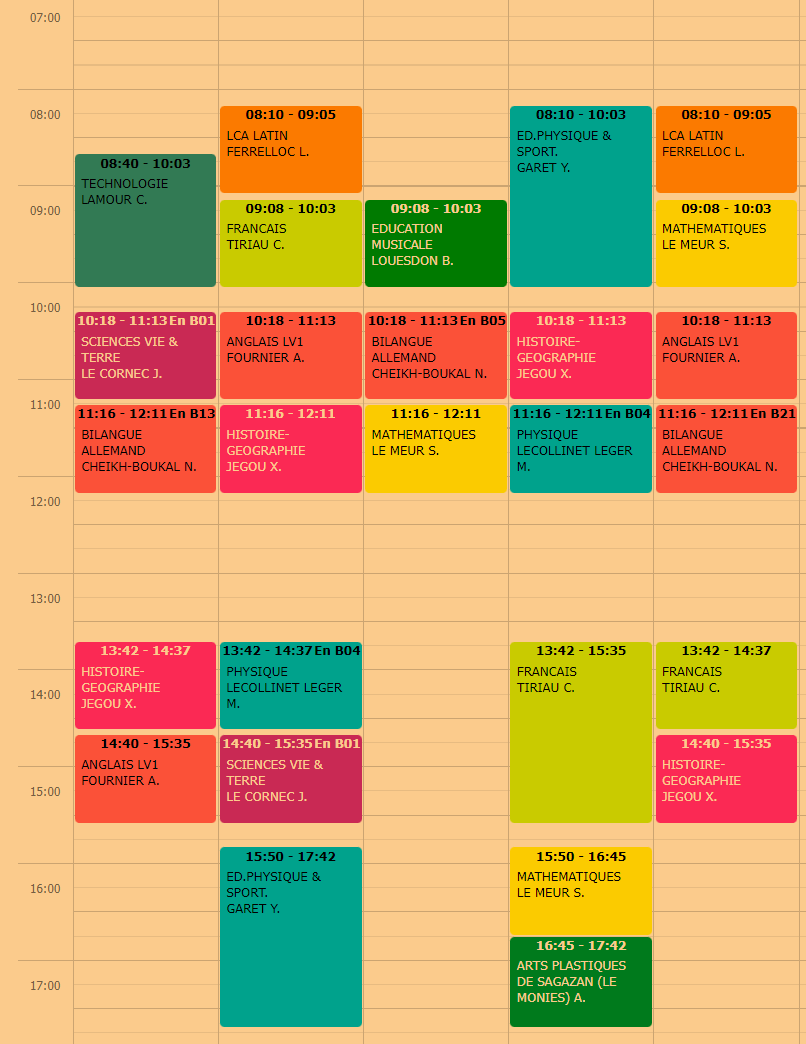 07:00
08:00
09:00
10:00
11:00
12:00
13:00
14:00
15:00
16:00
17:00
08:40 - 10:03
TECHNOLOGIE
LAMOUR C.
10:18 - 11:13 En B01
SCIENCES VIE &
TERRE
LE CORNEC J.
11:16 - 12:11 En B13
BILANGUE
ALLEMAND
CHEIKH-BOUKAL N.
13:42 - 14:37
HISTOIRE-
GEOGRAPHIE
JEGOU X.
14:40 - 15:35
ANGLAIS LV1
FOURNIER A.
08:10 - 09:05
LCA LATIN
FERRELLOC L.
09:08 - 10:03
FRANCAIS
TIRIAU C.
10:18 - 11:13
ANGLAIS LV1
FOURNIER A.
11:16 - 12:11
HISTOIRE-
GEOGRAPHIE
JEGOU X.
13:42 - 14:37 En B04
PHYSIQUE
LECOLLINET LEGER
M.
14:40 - 15:35 En B01
SCIENCES VIE &
TERRE
LE CORNEC J.
15:50 - 17:42
ED.PHYSIQUE &
SPORT.
GARET Y.
09:08 - 10:03
EDUCATION
MUSICALE
LOUESDON B.
10:18 - 11:13 En B05
BILANGUE
ALLEMAND
CHEIKH-BOUKAL N.
11:16 - 12:11
MATHEMATIQUES
LE MEUR S.
08:10 - 10:03
ED.PHYSIQUE &
SPORT.
GARET Y.
10:18 - 11:13
HISTOIRE-
GEOGRAPHIE
JEGOU X.
11:16 - 12:11 En B04
PHYSIQUE
LECOLLINET LEGER
M.
13:42 - 15:35
FRANCAIS
TIRIAU C.
15:50 - 16:45
MATHEMATIQUES
LE MEUR S.
16:45 - 17:42
ARTS PLASTIQUES
DE SAGAZAN (LE
MONIES) A.
08:10 - 09:05
LCA LATIN
FERRELLOC L.
09:08 - 10:03
MATHEMATIQUES
LE MEUR S.
10:18 - 11:13
ANGLAIS LV1
FOURNIER A.
11:16 - 12:11 En B21
BILANGUE
ALLEMAND
CHEIKH-BOUKAL N.
13:42 - 14:37
FRANCAIS
TIRIAU C.
14:40 - 15:35
HISTOIRE-
GEOGRAPHIE
JEGOU X.